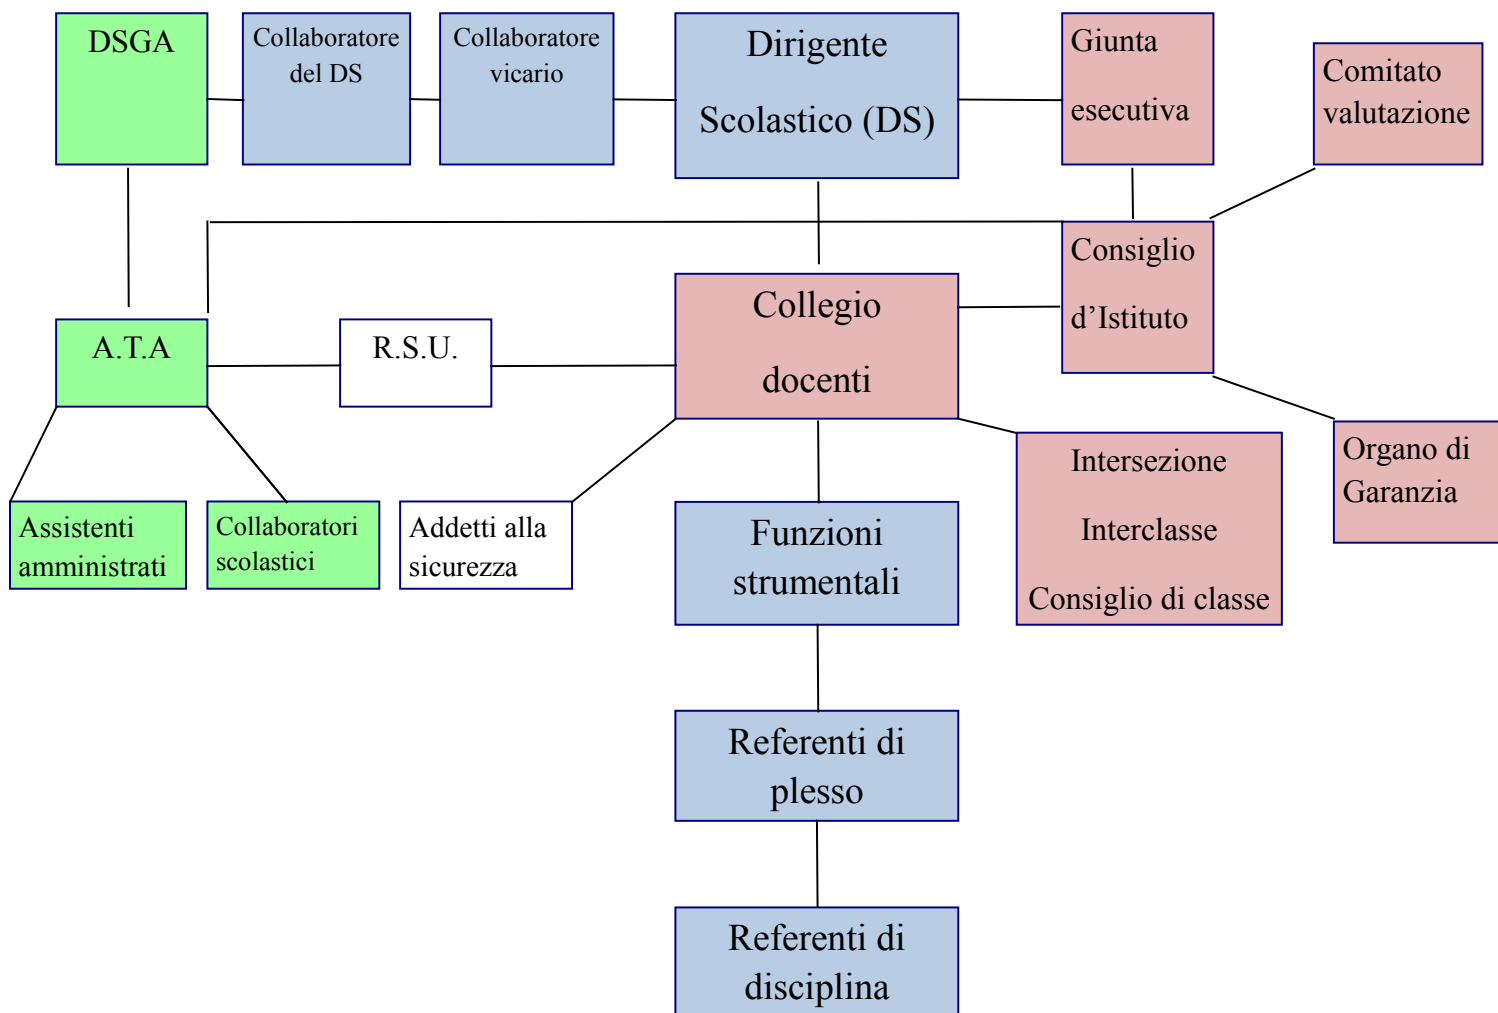 DSGA
Collaboratore
del DS
Collaboratore
vicario
Dirigente
Scolastico (DS)
Giunta
esecutiva
Comitato
valutazione
Consiglio
d’Istituto
Collegio
docenti
A.T.A
R.S.U.
Intersezione
Interclasse
Consiglio di classe
Organo di
Garanzia
Assistenti
amministrati
Collaboratori
scolastici
Addetti alla
sicurezza
Funzioni
strumentali
Referenti di
plesso
Referenti di
disciplina